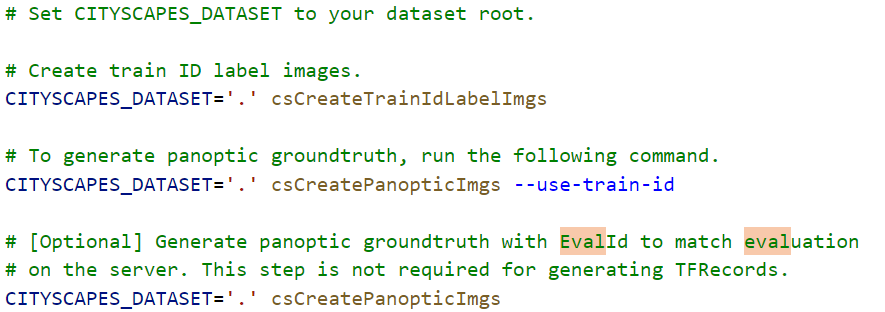 # Set CITYSCAPES_DATASET to your dataset root.
# Create train ID label images.
CITYSCAPES_DATASET='.' csCreateTrainIdLabelImgs
# To generate panoptic groundtruth, run the following command.
CITYSCAPES_DATASET='.' csCreatePanopticImgs --use-train-id
# [Optional] Generate panoptic groundtruth with EvalId to match evaluation
# on the server. This step is not required for generating TFRecords.
CITYSCAPES_DATASET='.' csCreatePanopticImgs